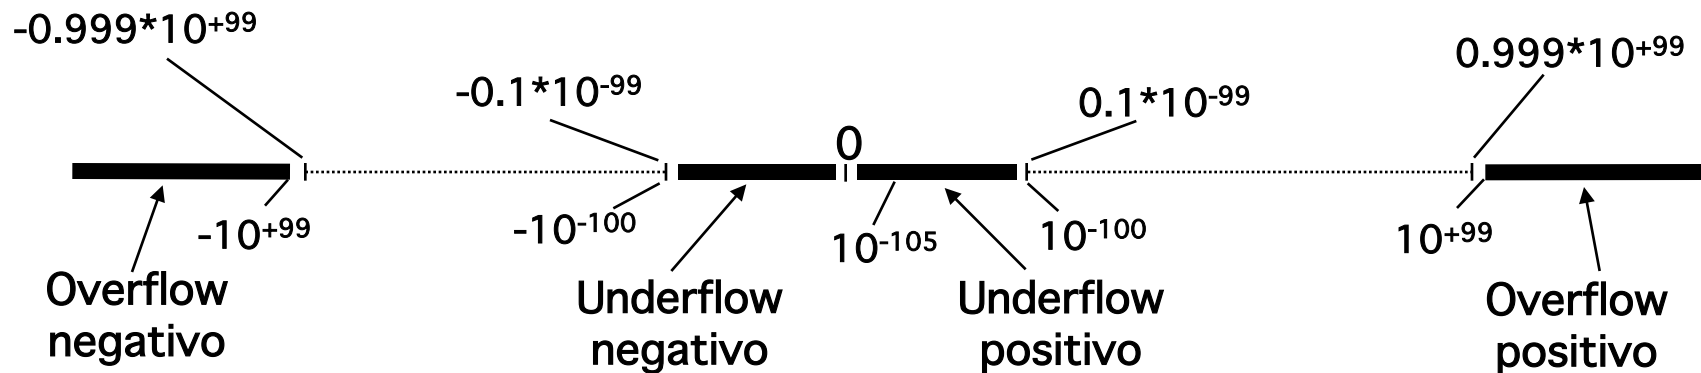 -0.999*10⁺⁹⁹
0.999*10⁺⁹⁹
-0.1*10⁻⁹⁹
0.1*10⁻⁹⁹
0
-10⁺⁹⁹
-10⁻¹⁰⁰
10⁻¹⁰⁵
10⁻¹⁰⁰
10⁺⁹⁹
Overflow
negativo
Underflow
negativo
Underflow
positivo
Overflow
positivo